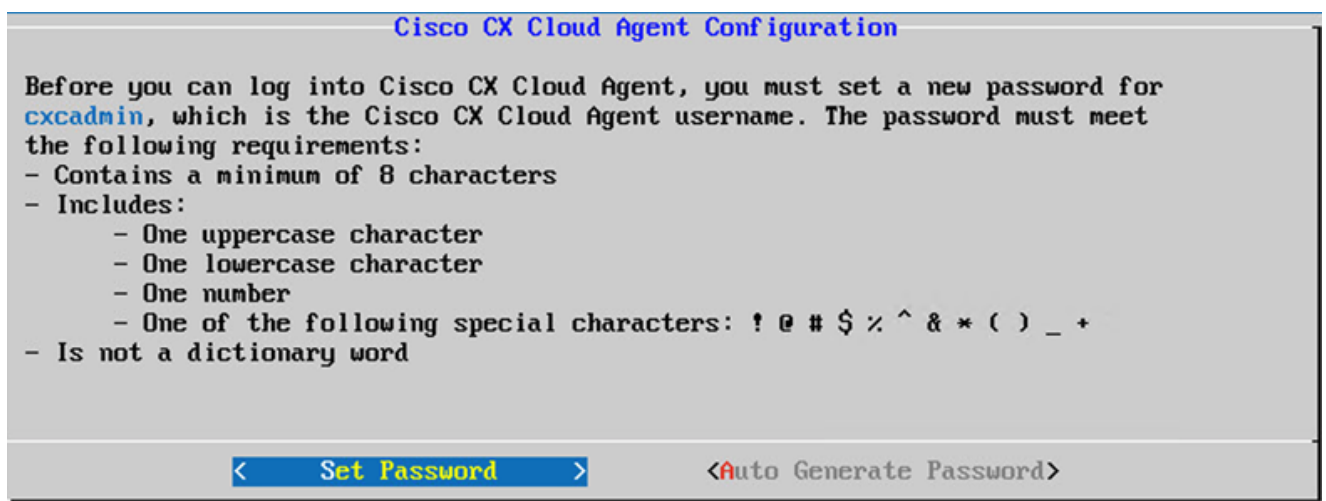 Cisco CX Cloud Agent Configuration
Before you can log into Cisco CX Cloud Agent, you must set a new password for
cxcadmin, which is the Cisco CX Cloud Agent username. The password must meet
the following requirements:
- Contains a minimum of 8 characters
- Includes:
- One uppercase character
- One lowercase character
- One number
- One of the following special characters: ! @ # $ % ^ & * ( ) _ +
- Is not a dictionary word
< Set Password > <Auto Generate Password>